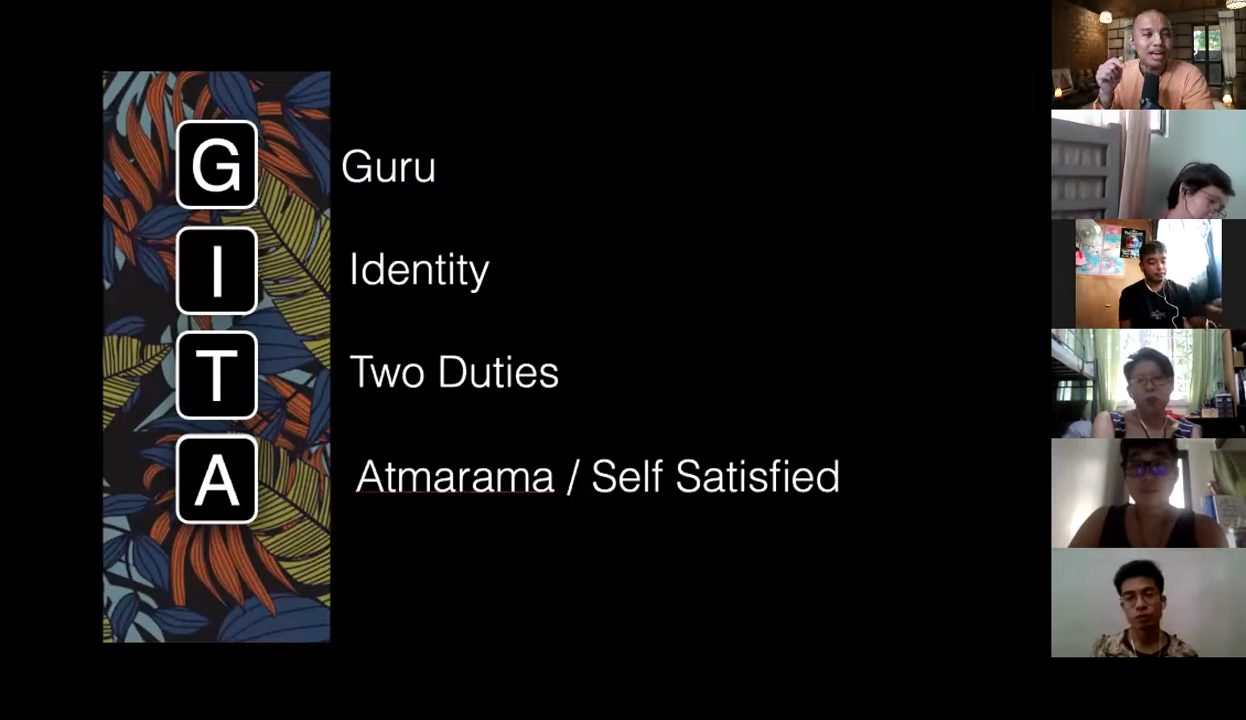 G Guru
I Identity
T Two Duties
A Atmarama / Self Satisfied